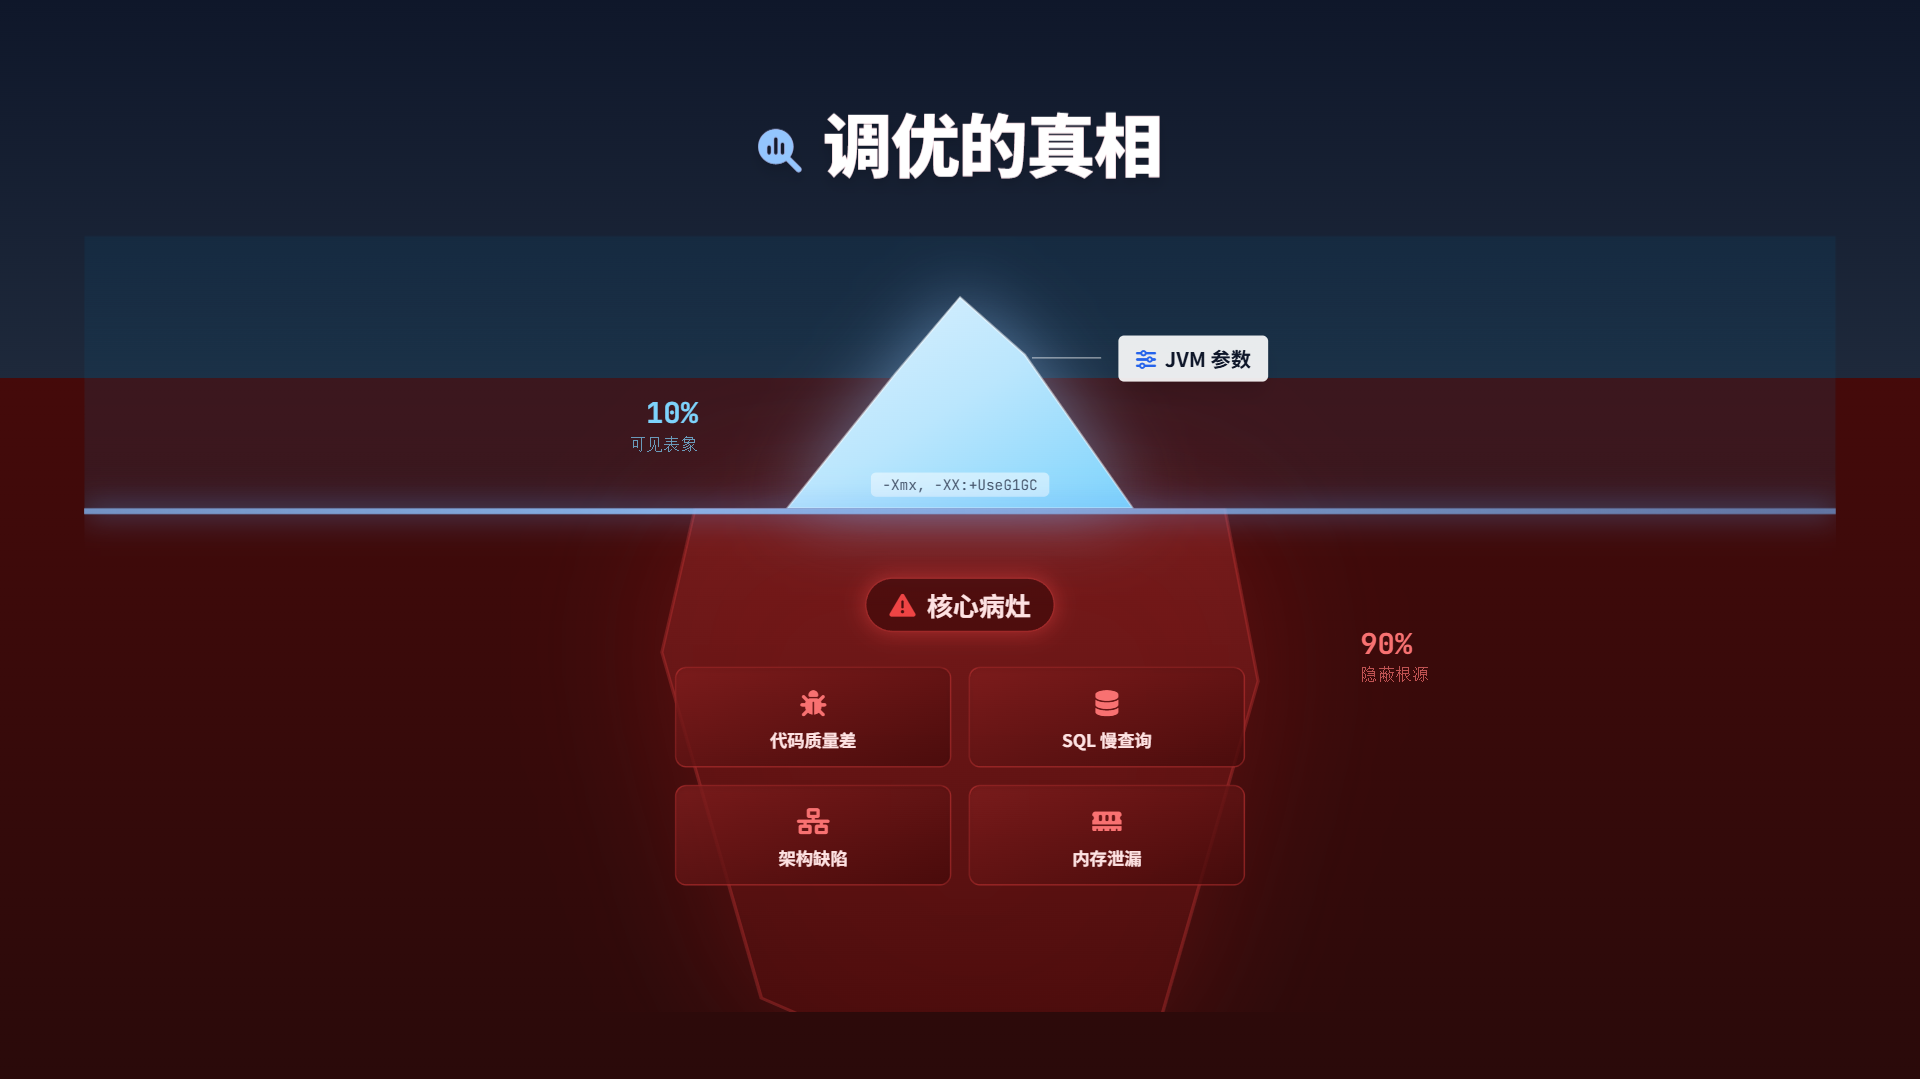 调优的真相
JVM 参数
10%
可见表象
-Xmx, -XX:+UseG1GC
核心病灶
90%
隐蔽根源
代码质量差
SQL 慢查询
架构缺陷
内存泄漏